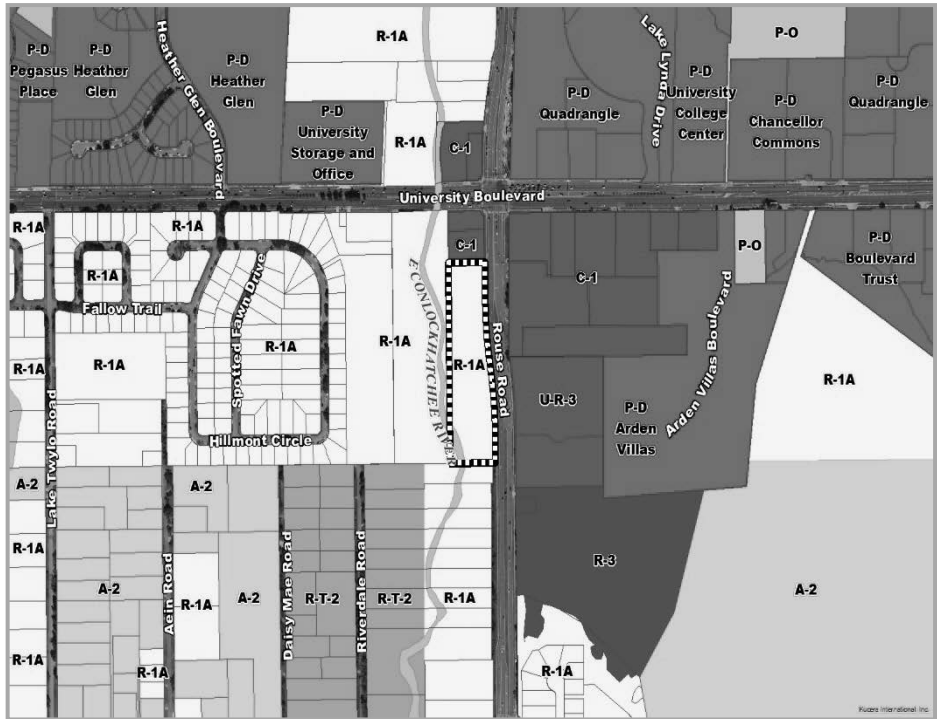 P-D
Pegasus
Place
P-D
Heather
Glen
Heather Glen Boulevard
P-D
Heather
Glen
R-1A
P-D
University
Storage and
Office
R-1A
C-1
P-D
Quadrangle
Lake Lynda Drive
P-D
University
College
Center
P-O
P-D
Chancellor
Commons
P-D
Quadrangle
University Boulevard
R-1A
R-1A
R-1A
Fallow Trail
Spotted Fawn Drive
R-1A
R-1A
R-1A
Hillmont Circle
R-1A
R-1A
ECONLOCKHATCHEE RIVER
C-1
R-1A
Rouse Road
C-1
P-O
P-D
Boulevard
Trust
Arden Villas Boulevard
U-R-3
P-D
Arden
Villas
R-1A
Lake Twylo Road
A-2
R-1A
A-2
R-1A
Aein Road
A-2
R-1A
R-1A
A-2
Daisy Mae Road
R-T-2
Riverdale Road
R-T-2
R-1A
R-3
A-2
R-1A
Kucera International Inc.